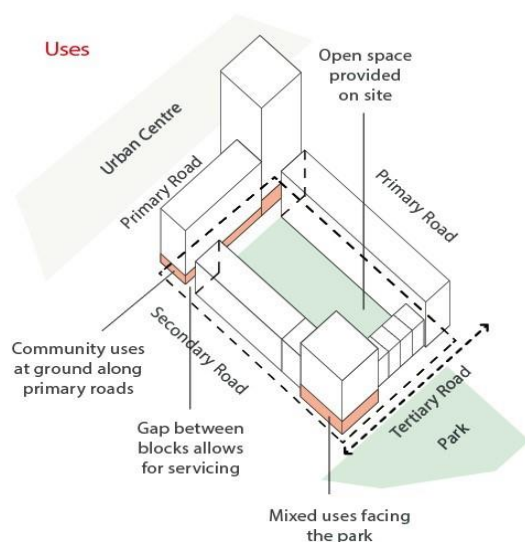 Uses
Open space
provided
on site
Urban Centre
Primary Road
Primary Road
Community uses
at ground along
primary roads
Secondary Road
Gap between
blocks allows
for servicing
Tertiary Road
Park
Mixed uses facing
the park